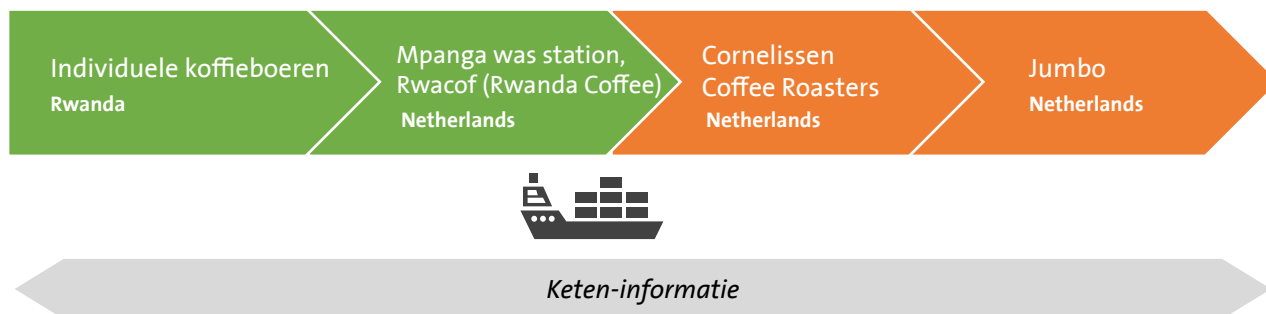 Individuele koffieboeren
Rwanda
Mpanga was station,
Rwacof (Rwanda Coffee)
Netherlands
Cornelissen
Coffee Roasters
Netherlands
Jumbo
Netherlands
Keten-informatie